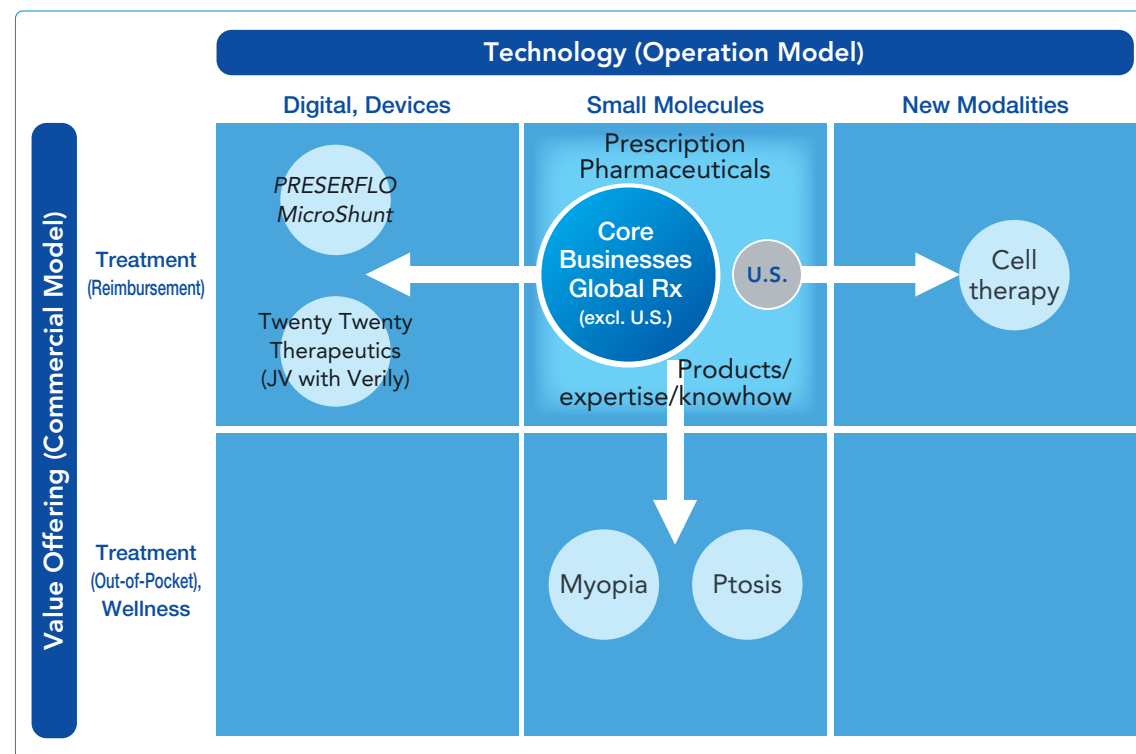 Technology (Operation Model)
Digital, Devices
Small Molecules
New Modalities
Value Offering (Commercial Model)
Treatment
(Reimbursement)
PRESERFLO
MicroShunt
Twenty Twenty
Therapeutics
(JV with Verily)
Prescription
Pharmaceuticals
Core
Businesses
Global Rx
(excl. U.S.)
U.S.
Products/
expertise/knowhow
Cell
therapy
Treatment
(Out-of-Pocket),
Wellness
Myopia
Ptosis